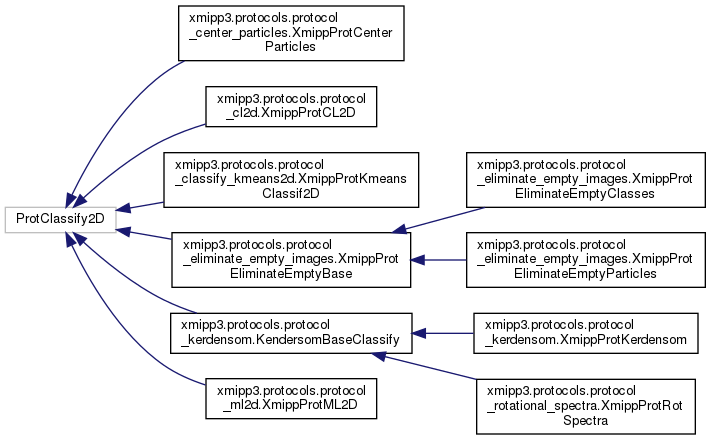 xmipp3.protocols.protocol
_center_particles.XmippProtCenter
Particles
xmipp3.protocols.protocol
_cl2d.XmippProtCL2D
xmipp3.protocols.protocol
_classify_kmeans2d.XmippProtKmeans
Classif2D
ProtClassify2D
xmipp3.protocols.protocol
_eliminate_empty_images.XmippProt
EliminateEmptyBase
xmipp3.protocols.protocol
_kerdensom.KendersomBaseClassify
xmipp3.protocols.protocol
_ml2d.XmippProtML2D
xmipp3.protocols.protocol
_eliminate_empty_images.XmippProt
EliminateEmptyClasses
xmipp3.protocols.protocol
_eliminate_empty_images.XmippProt
EliminateEmptyParticles
xmipp3.protocols.protocol
_kerdensom.XmippProtKerdensom
xmipp3.protocols.protocol
_rotational_spectra.XmippProtRot
Spectra